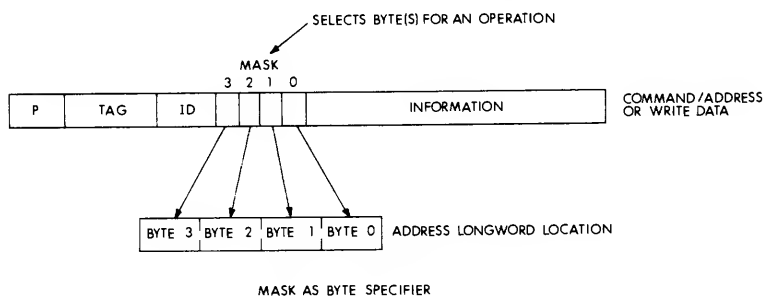 SELECTS BYTE(S) FOR AN OPERATION
MASK
3 2 1 0
P TAG ID INFORMATION
COMMAND/ADDRESS
OR WRITE DATA
BYTE 3 BYTE 2 BYTE 1 BYTE 0 ADDRESS LONGWORD LOCATION
MASK AS BYTE SPECIFIER